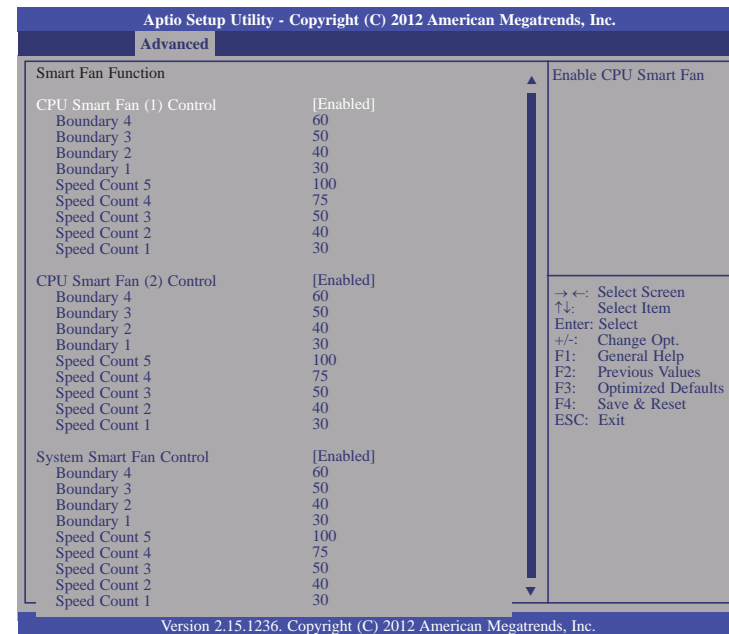 Aptio Setup Utility - Copyright (C) 2012 American Megatrends, Inc.
Advanced
Smart Fan Function
CPU Smart Fan (1) Control [Enabled]
Boundary 4 60
Boundary 3 50
Boundary 2 40
Boundary 1 30
Speed Count 5 100
Speed Count 4 75
Speed Count 3 50
Speed Count 2 40
Speed Count 1 30
CPU Smart Fan (2) Control [Enabled]
Boundary 4 60
Boundary 3 50
Boundary 2 40
Boundary 1 30
Speed Count 5 100
Speed Count 4 75
Speed Count 3 50
Speed Count 2 40
Speed Count 1 30
System Smart Fan Control [Enabled]
Boundary 4 60
Boundary 3 50
Boundary 2 40
Boundary 1 30
Speed Count 5 100
Speed Count 4 75
Speed Count 3 50
Speed Count 2 40
Speed Count 1 30
Enable CPU Smart Fan
→←: Select Screen
↑↓: Select Item
Enter: Select
+/-: Change Opt.
F1: General Help
F2: Previous Values
F3: Optimized Defaults
F4: Save & Reset
ESC: Exit
Version 2.15.1236. Copyright (C) 2012 American Megatrends, Inc.